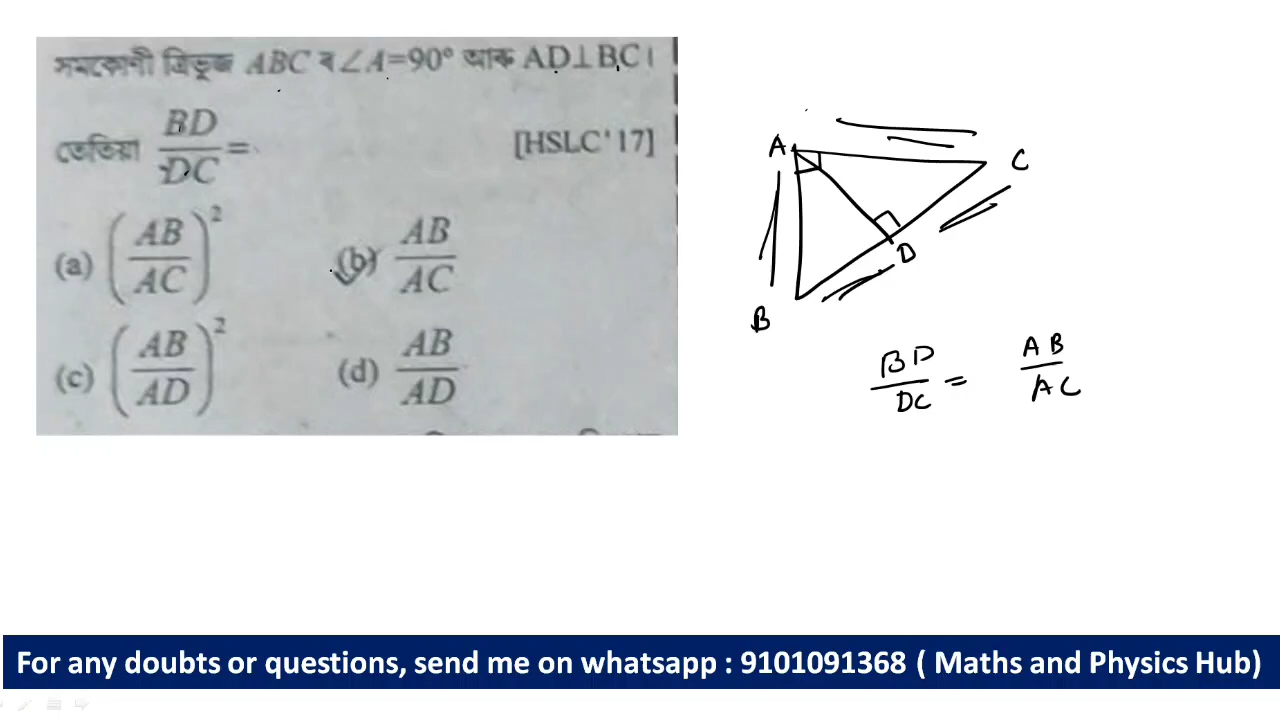 সমকোণী ত্ৰিভূজ ABC ৰ ∠A=90° আৰু AD⊥BC।
তেতিয়া BD/DC = [HSLC'17]
(a) (AB/AC)² (b) AB/AC
(c) (AB/AD)² (d) AB/AD
A
C
D
B
BD/DC = AB/AC
For any doubts or questions, send me on whatsapp : 9101091368 ( Maths and Physics Hub)